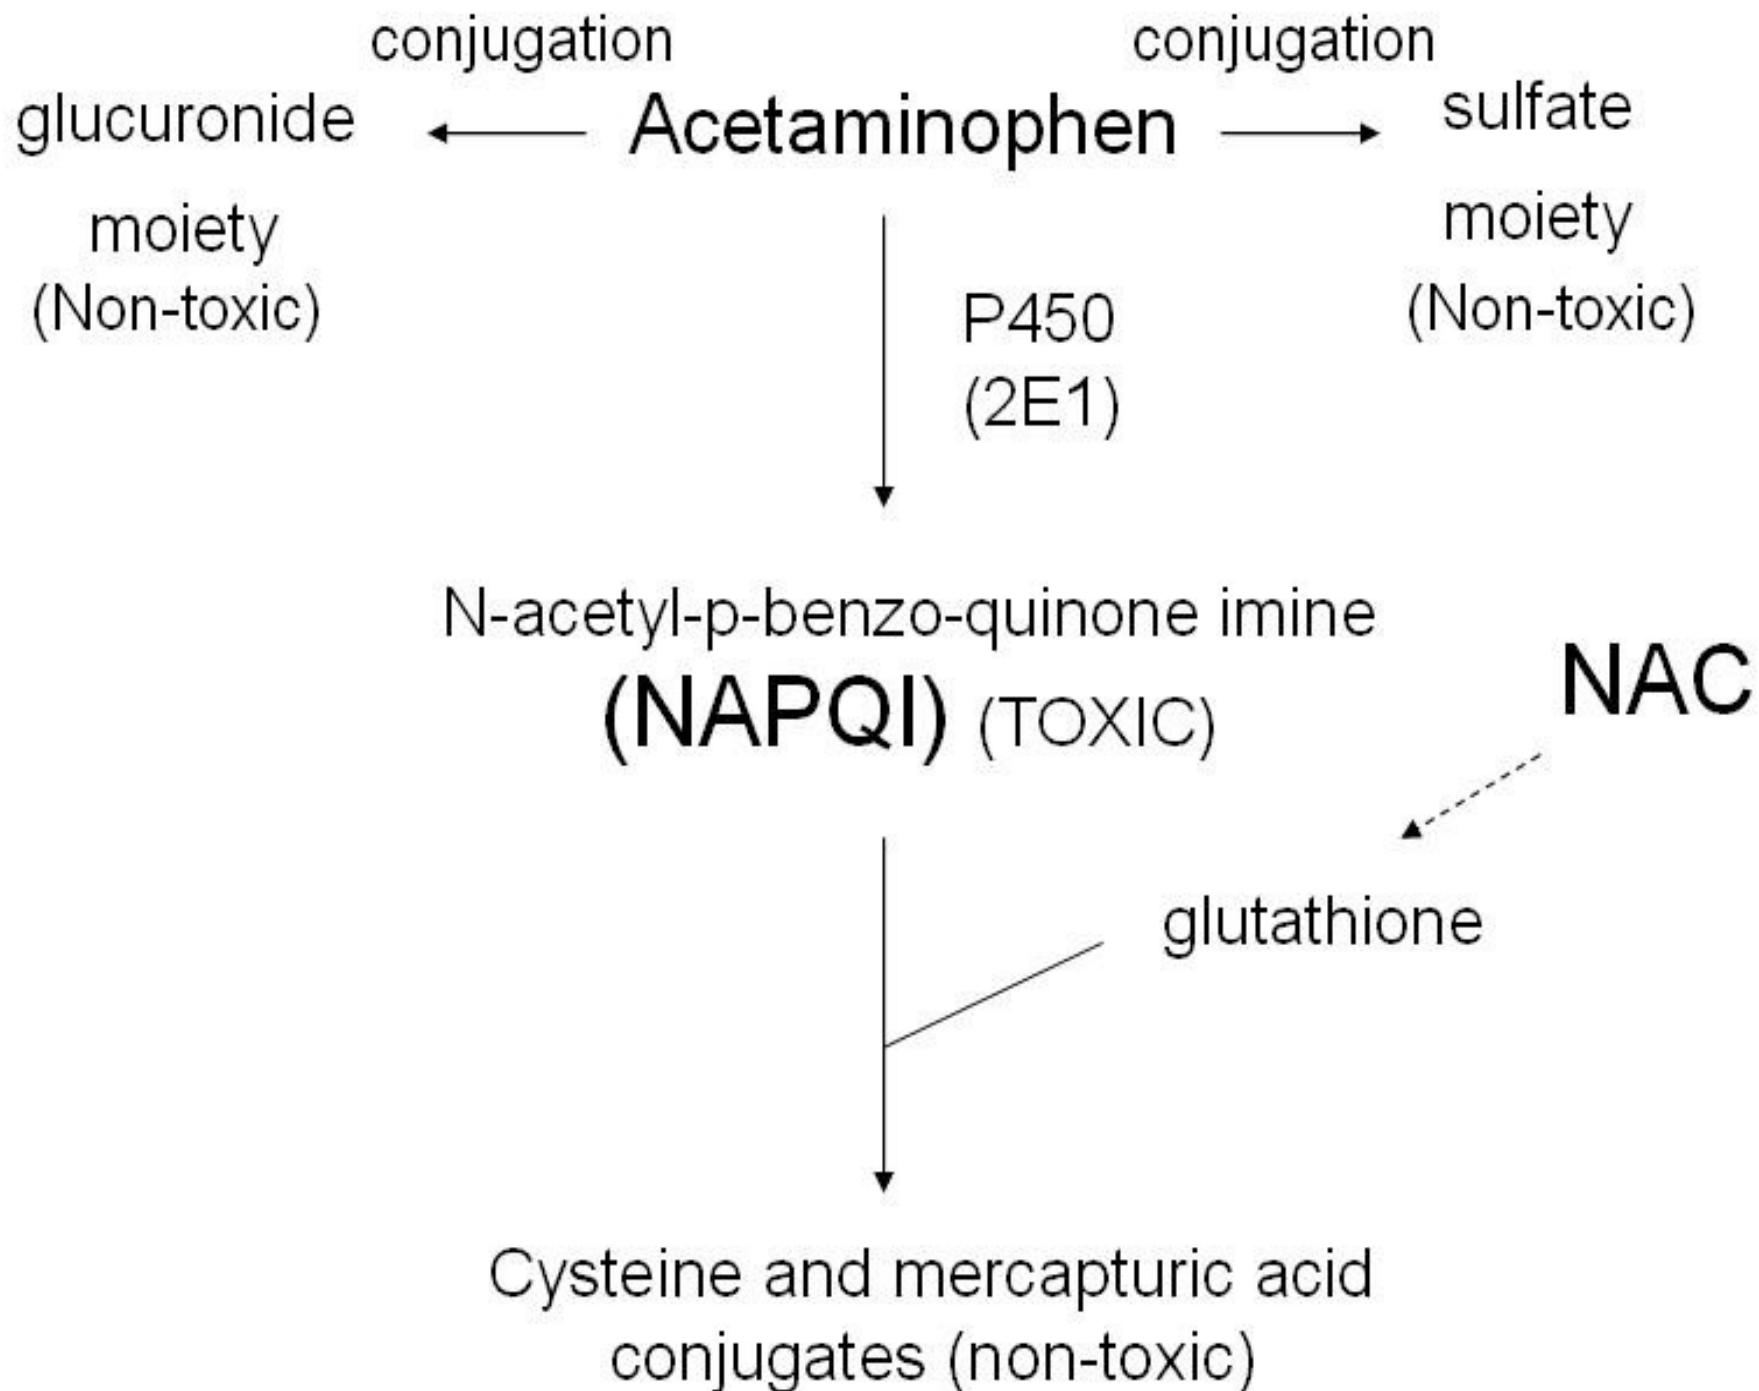 conjugation conjugation
glucuronide Acetaminophen sulfate
moiety moiety
(Non-toxic) (Non-toxic)
P450
(2E1)
N-acetyl-p-benzo-quinone imine
(NAPQI) (TOXIC)
NAC
glutathione
Cysteine and mercapturic acid
conjugates (non-toxic)